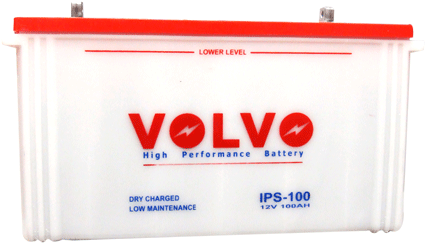 LOWER LEVEL
VOLVO
High Performance Battery
DRY CHARGED
LOW MAINTENANCE
IPS-100
12V 100AH